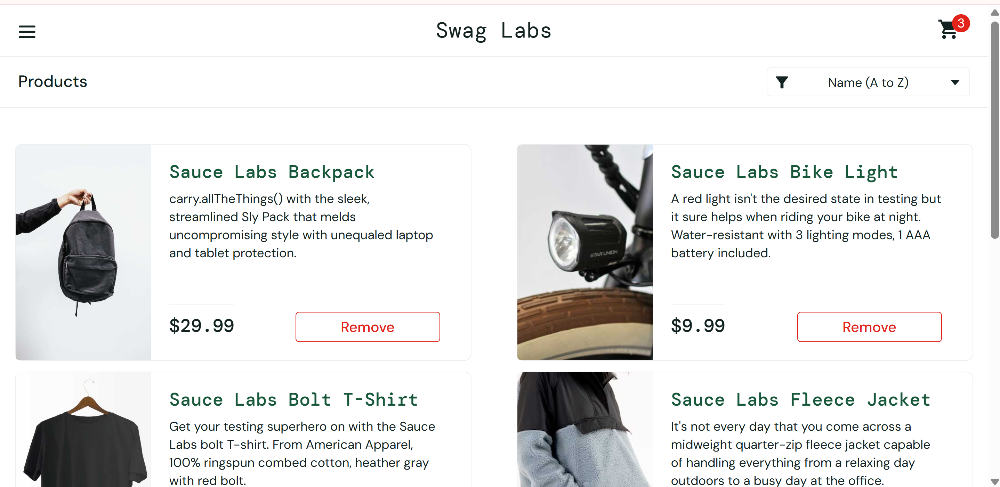 Swag Labs
3
Products
Name (A to Z)
Sauce Labs Backpack
carry.allTheThings() with the sleek,
streamlined Sly Pack that melds
uncompromising style with unequaled laptop
and tablet protection.
$29.99
Remove
Sauce Labs Bike Light
A red light isn't the desired state in testing but
it sure helps when riding your bike at night.
Water-resistant with 3 lighting modes, 1 AAA
battery included.
STAR UNION
$9.99
Remove
Sauce Labs Bolt T-Shirt
Get your testing superhero on with the Sauce
Labs bolt T-shirt. From American Apparel,
100% ringspun combed cotton, heather gray
with red bolt.
Sauce Labs Fleece Jacket
It's not every day that you come across a
midweight quarter-zip fleece jacket capable
of handling everything from a relaxing day
outdoors to a busy day at the office.